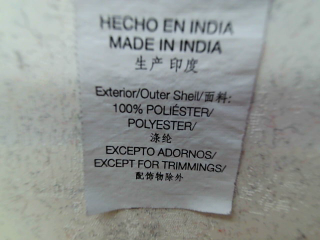 HECHO EN INDIA
MADE IN INDIA
生产 印度
Exterior/Outer Shell/面料:
100% POLIÉSTER/
POLYESTER/
涤纶
EXCEPTO ADORNOS/
EXCEPT FOR TRIMMINGS/
配饰物除外